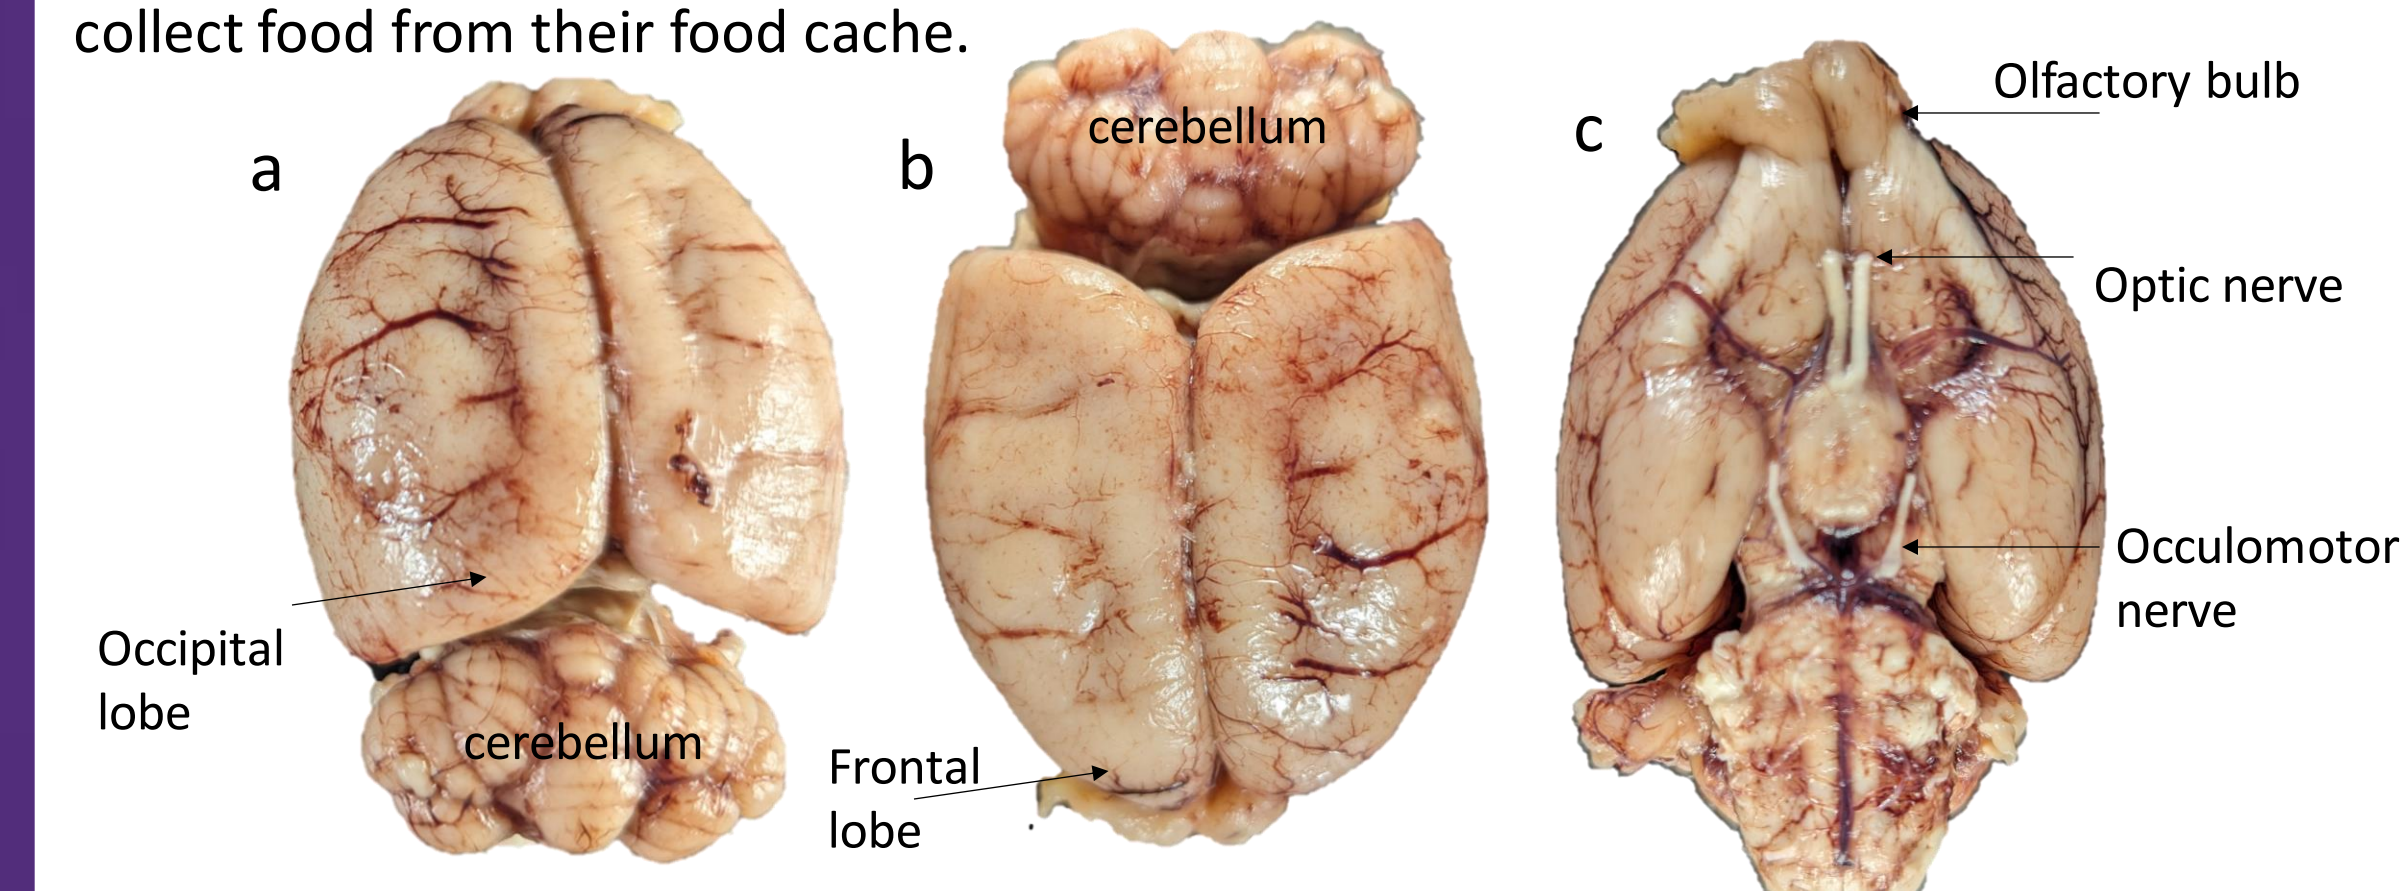 collect food from their food cache.
a
Occipital
lobe
cerebellum
b
cerebellum
Frontal
lobe
c
Olfactory bulb
Optic nerve
Occulomotor
nerve